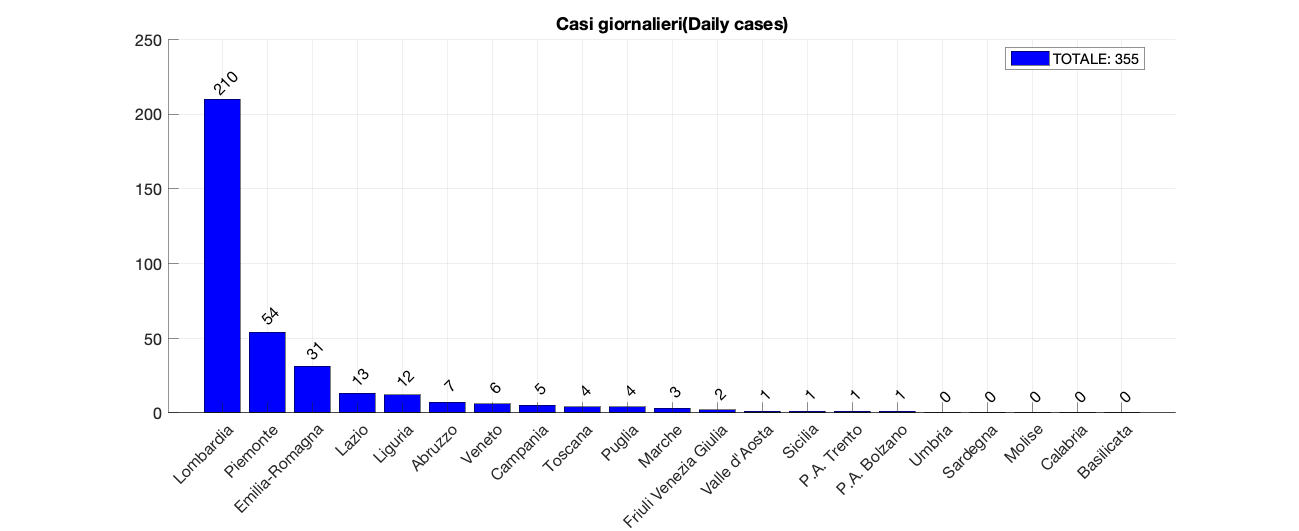 Casi giornalieri(Daily cases)
TOTALE: 355
250
200
150
100
50
0
210
54
31
13
12
7
6
5
4
4
3
2
1
1
1
1
0
0
0
0
0
Lombardia
Piemonte
Emilia-Romagna
Lazio
Liguria
Abruzzo
Veneto
Campania
Toscana
Puglia
Marche
Friuli Venezia Giulia
Valle d'Aosta
Sicilia
P.A. Trento
P.A. Bolzano
Umbria
Sardegna
Molise
Calabria
Basilicata